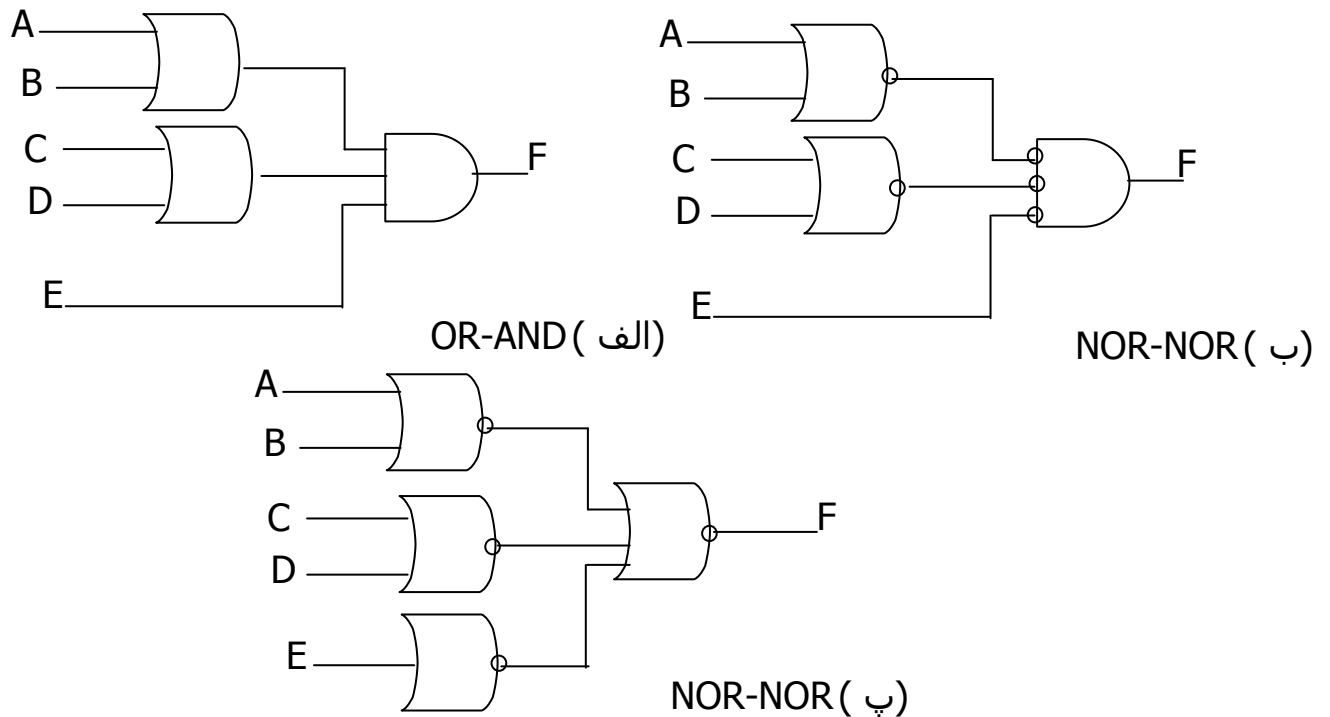 A
B
C
D
E
F
OR-AND ( الف)
A
B
C
D
E
F
NOR-NOR ( ب)
A
B
C
D
E
F
NOR-NOR ( پ)